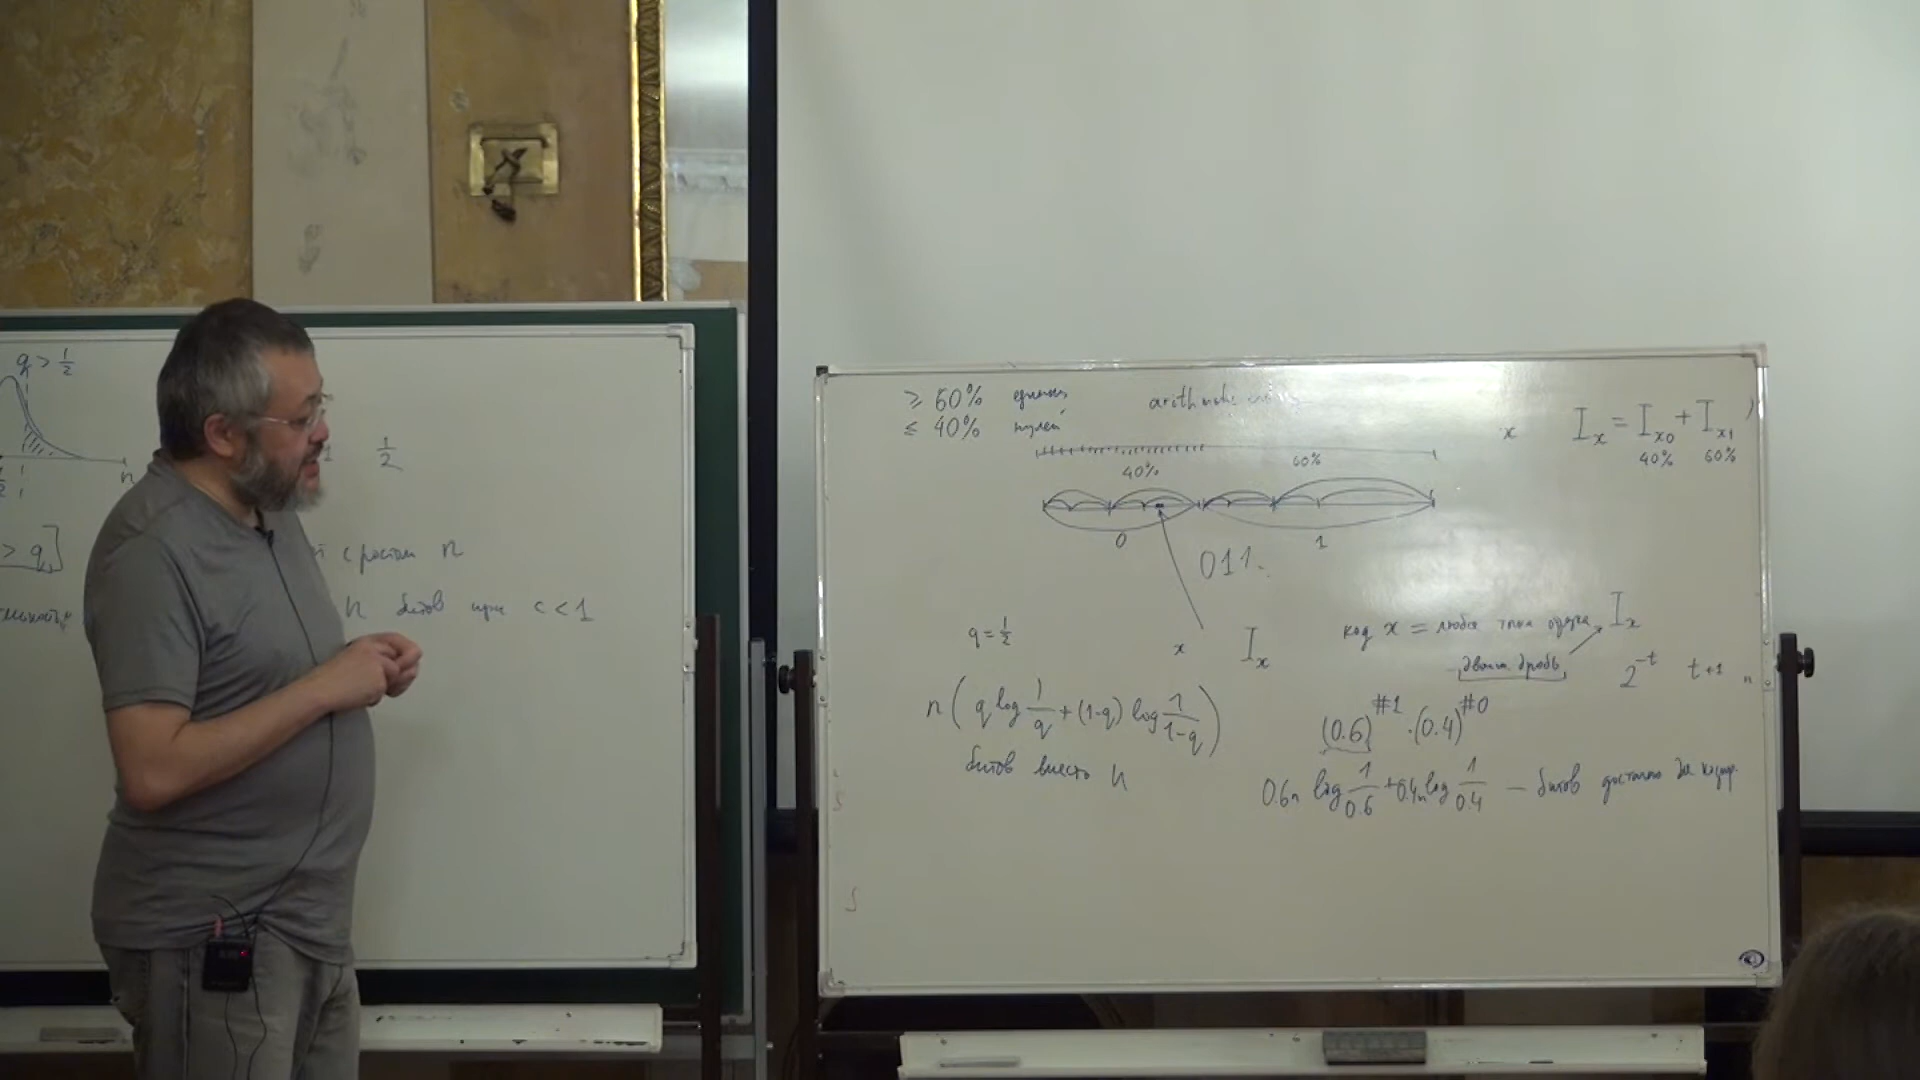 q > 1/2
n
1/2
> q]
с ростом n
n битов при c < 1
≥ 60% единиц
≤ 40% нулей
40% 60%
0 1
011..
x I_x = I_x0 + I_x1
40% 60%
q = 1/2
x I_x
код x = любая точка отрезка I_x
двоичн. дробь
2^-t t+1
n (q log 1/q + (1-q) log 1/(1-q))
битов вместо n
(0.6)^#1 · (0.4)^#0
0.6n log 1/0.6 + 0.4n log 1/0.4 — битов достаточно